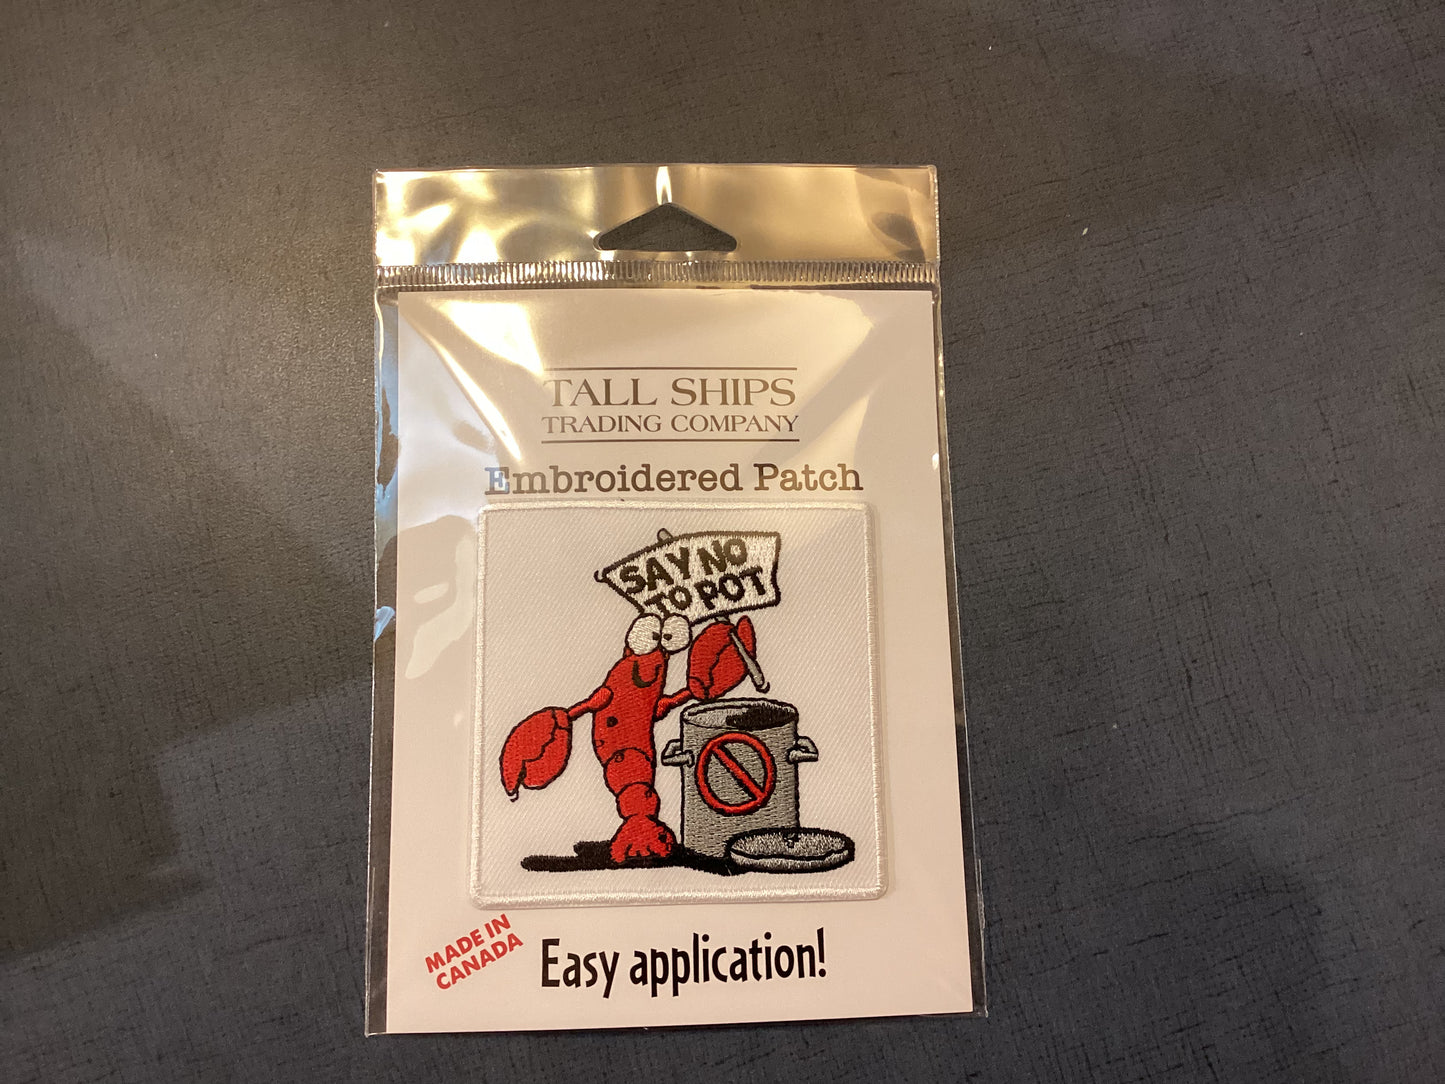 TALL SHIPS
TRADING COMPANY
Embroidered Patch
SAY NO
TO POT
MADE IN
CANADA
Easy application!